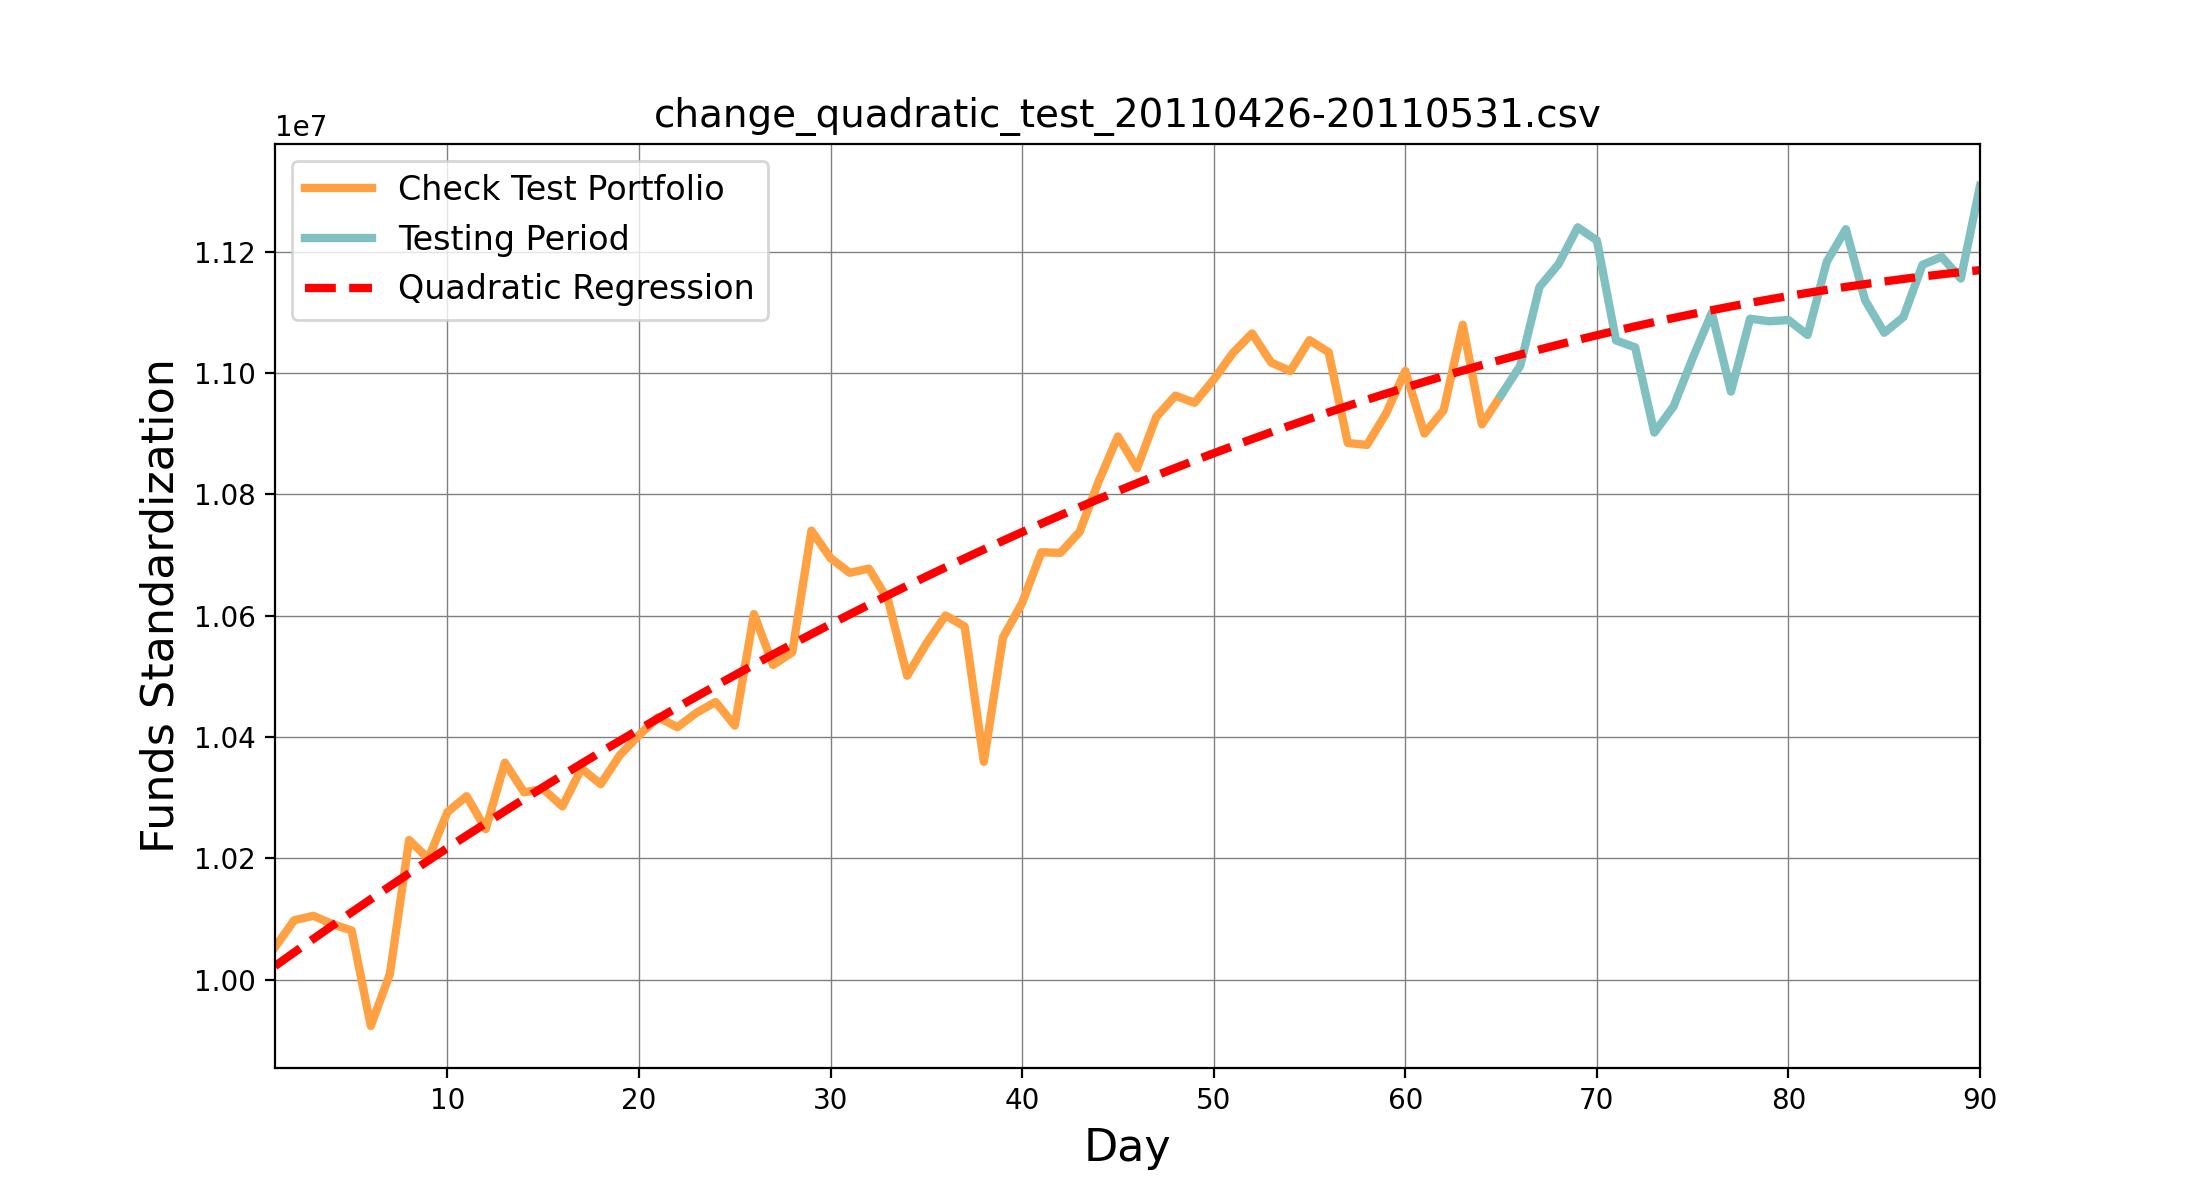 change_quadratic_test_20110426-20110531.csv
1e7
Check Test Portfolio
Testing Period
Quadratic Regression
1.12
1.10
1.08
1.06
1.04
1.02
1.00
Funds Standardization
10 20 30 40 50 60 70 80 90
Day